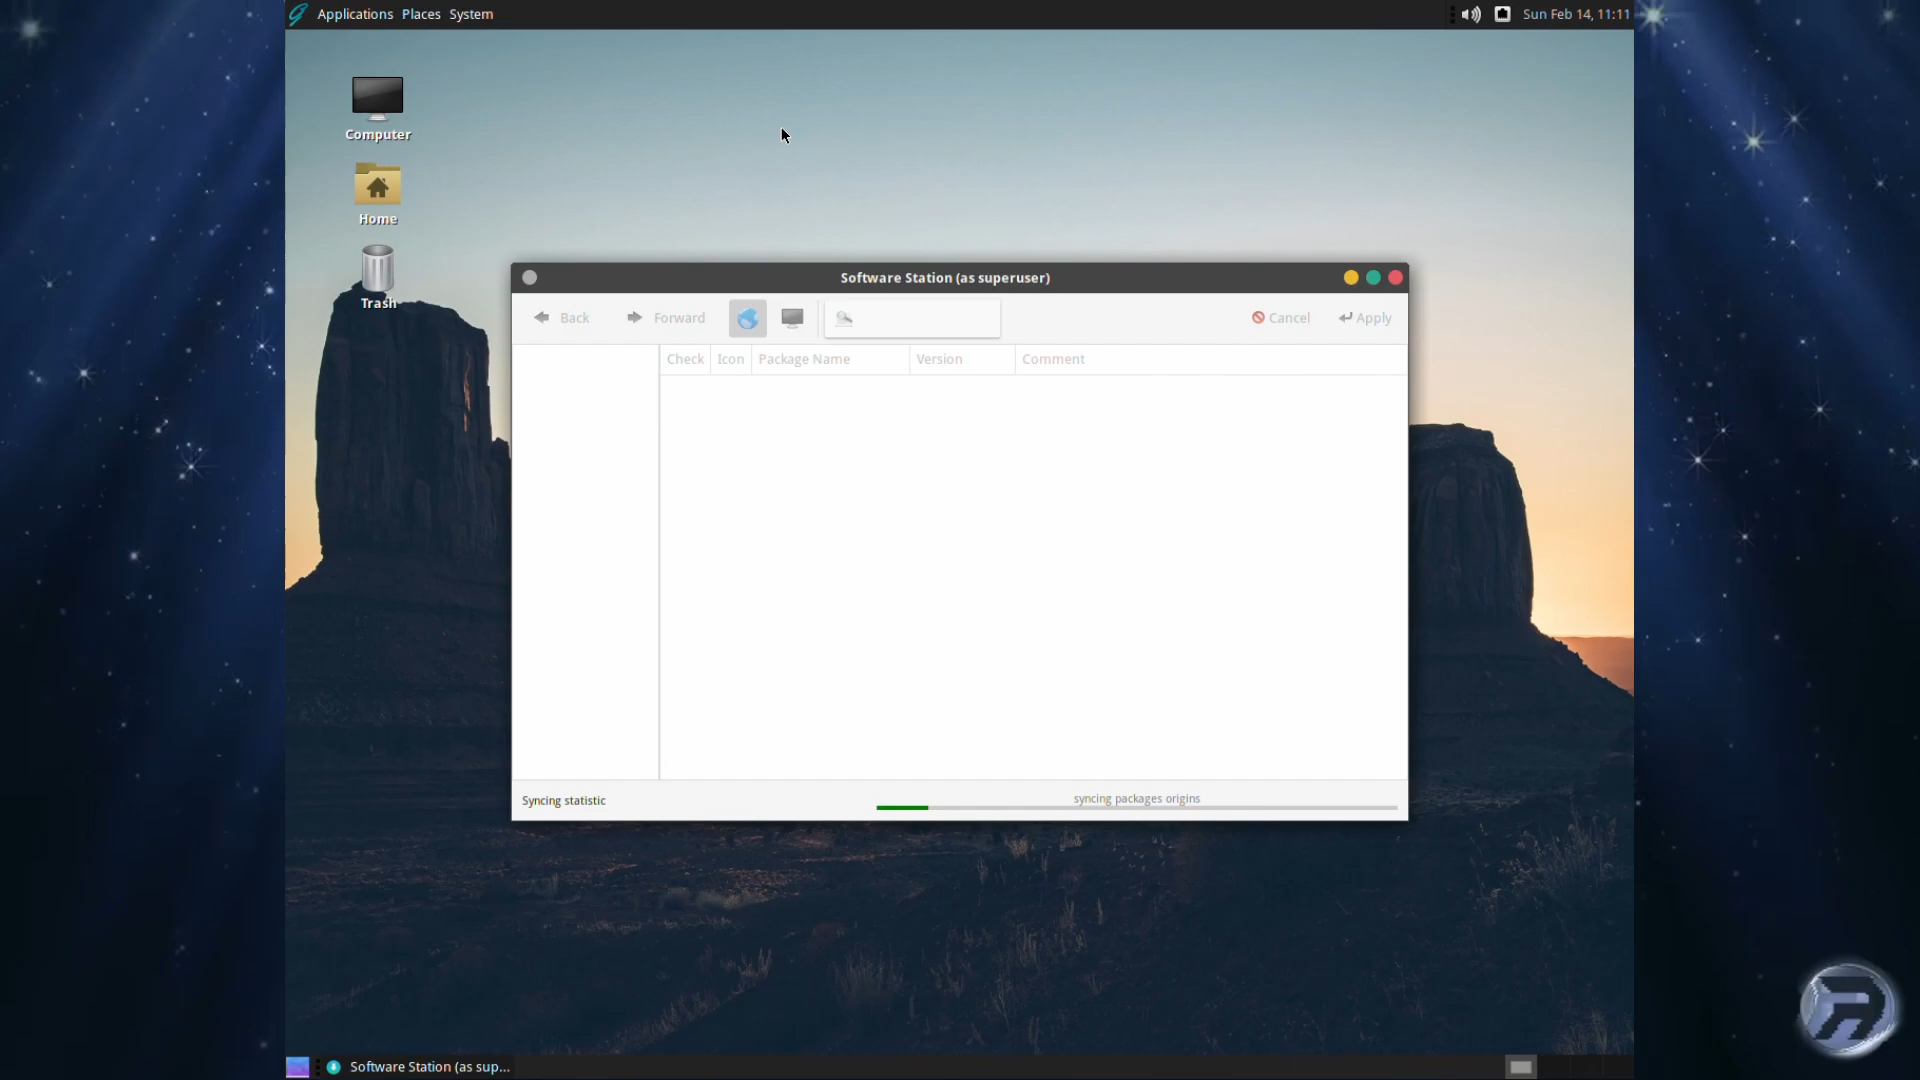 Applications Places System
Sun Feb 14, 11:11
Computer
Home
Trash
Software Station (as superuser)
Back Forward Cancel Apply
Check Icon Package Name Version Comment
Syncing statistic
syncing packages origins
Software Station (as sup...